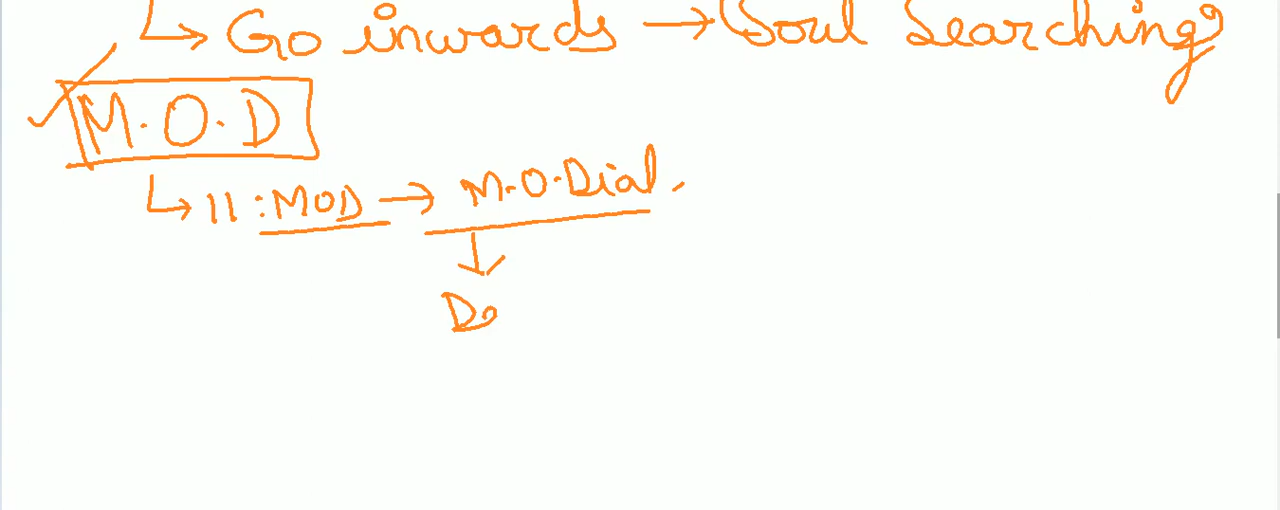 ↳ Go inwards → Soul Searching
M.O.D
↳ 11 : MOD → M.O.Dial.
↓
Do